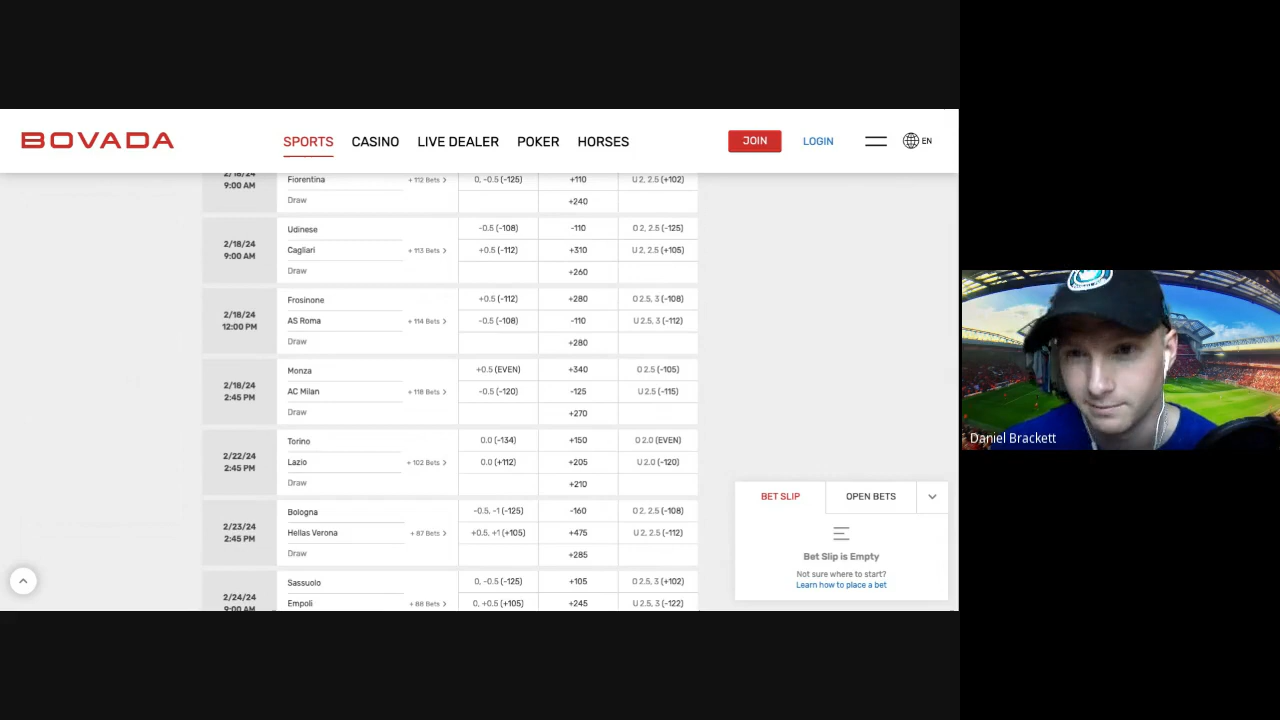 BOVADA
SPORTS CASINO LIVE DEALER POKER HORSES
JOIN LOGIN EN
2/18/24
9:00 AM
Fiorentina + 112 Bets > 0, -0.5 (-125) +110 U 2, 2.5 (+102)
Draw +240
2/18/24
9:00 AM
Udinese -0.5 (-108) -110 O 2, 2.5 (-125)
Cagliari + 113 Bets > +0.5 (-112) +310 U 2, 2.5 (+105)
Draw +260
2/18/24
12:00 PM
Frosinone +0.5 (-112) +280 O 2.5, 3 (-108)
AS Roma + 114 Bets > -0.5 (-108) -110 U 2.5, 3 (-112)
Draw +280
2/18/24
2:45 PM
Monza +0.5 (EVEN) +340 O 2.5 (-105)
AC Milan + 118 Bets > -0.5 (-120) -125 U 2.5 (-115)
Draw +270
2/22/24
2:45 PM
Torino 0.0 (-134) +150 O 2.0 (EVEN)
Lazio + 102 Bets > 0.0 (+112) +205 U 2.0 (-120)
Draw +210
2/23/24
2:45 PM
Bologna -0.5, -1 (-125) -160 O 2, 2.5 (-108)
Hellas Verona + 87 Bets > +0.5, +1 (+105) +475 U 2, 2.5 (-112)
Draw +285
2/24/24
9:00 AM
Sassuolo 0, -0.5 (-125) +105 O 2.5, 3 (+102)
Empoli + 88 Bets > 0, +0.5 (+105) +245 U 2.5, 3 (-122)
BET SLIP OPEN BETS
Bet Slip is Empty
Not sure where to start?
Learn how to place a bet
Daniel Brackett